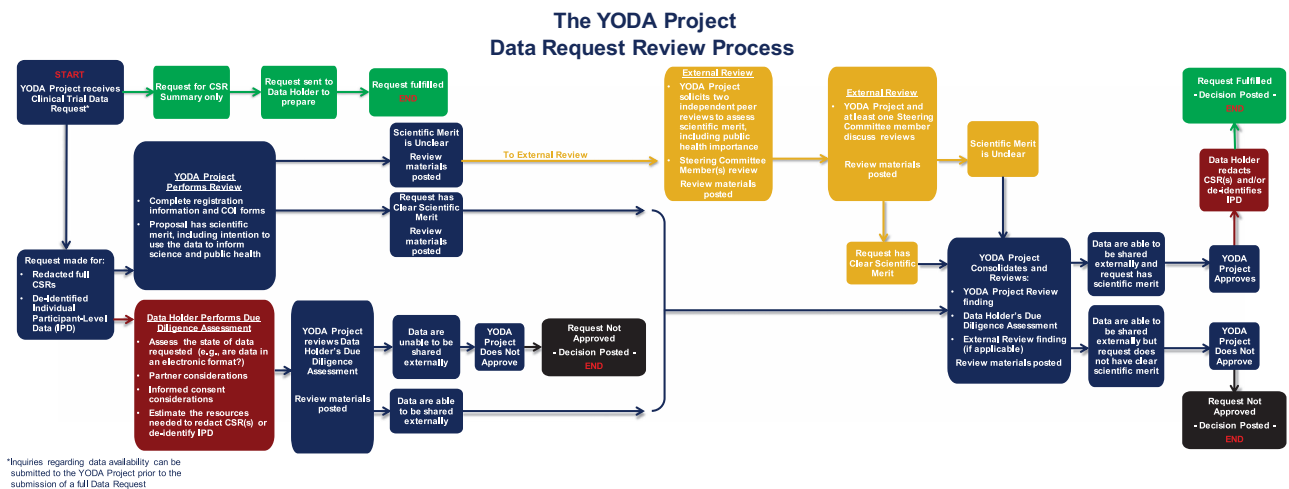 The YODA Project
Data Request Review Process
START
YODA Project receives
Clinical Trial Data
Request*
Request for CSR
Summary only
Request sent to
Data Holder to
prepare
Request fulfilled
END
YODA Project
Performs Review
• Complete registration
information and COI forms
• Proposal has scientific
merit, including intention to
use the data to inform
science and public health
Scientific Merit
is Unclear
Review
materials
posted
To External Review
Request has
Clear Scientific
Merit
Review
materials
posted
External Review
• YODA Project
solicits two
independent peer
reviews to assess
scientific merit,
including public
health importance
• Steering Committee
Member(s) review
Review materials
posted
External Review
• YODA Project and
at least one Steering
Committee member
discuss reviews
Review materials
posted
Scientific Merit
is Unclear
Request has
Clear Scientific
Merit
Request made for:
• Redacted full
CSRs
• De-Identified
Individual
Participant-Level
Data (IPD)
Data Holder Performs Due
Diligence Assessment
• Assess the state of data
requested (e.g., are data in
an electronic format?)
• Partner considerations
• Informed consent
considerations
• Estimate the resources
needed to redact CSR(s) or
de-identify IPD
YODA Project
reviews Data
Holder's Due
Diligence
Assessment
Review materials
posted
Data are
unable to be
shared
externally
YODA
Project
Does Not
Approve
Request Not
Approved
- Decision Posted -
END
Data are able
to be shared
externally
YODA Project
Consolidates and
Reviews:
• YODA Project Review
finding
• Data Holder's Due
Diligence Assessment
• External Review finding
(if applicable)
Review materials posted
Data are able to
be shared
externally and
request has
scientific merit
YODA
Project
Approves
Data Holder
redacts
CSR(s) and/or
de-identifies
IPD
Request Fulfilled
- Decision Posted -
END
Data are able to
be shared
externally but
request does
not have clear
scientific merit
YODA
Project
Does Not
Approve
Request Not
Approved
- Decision Posted -
END
*Inquiries regarding data availability can be
submitted to the YODA Project prior to the
submission of a full Data Request